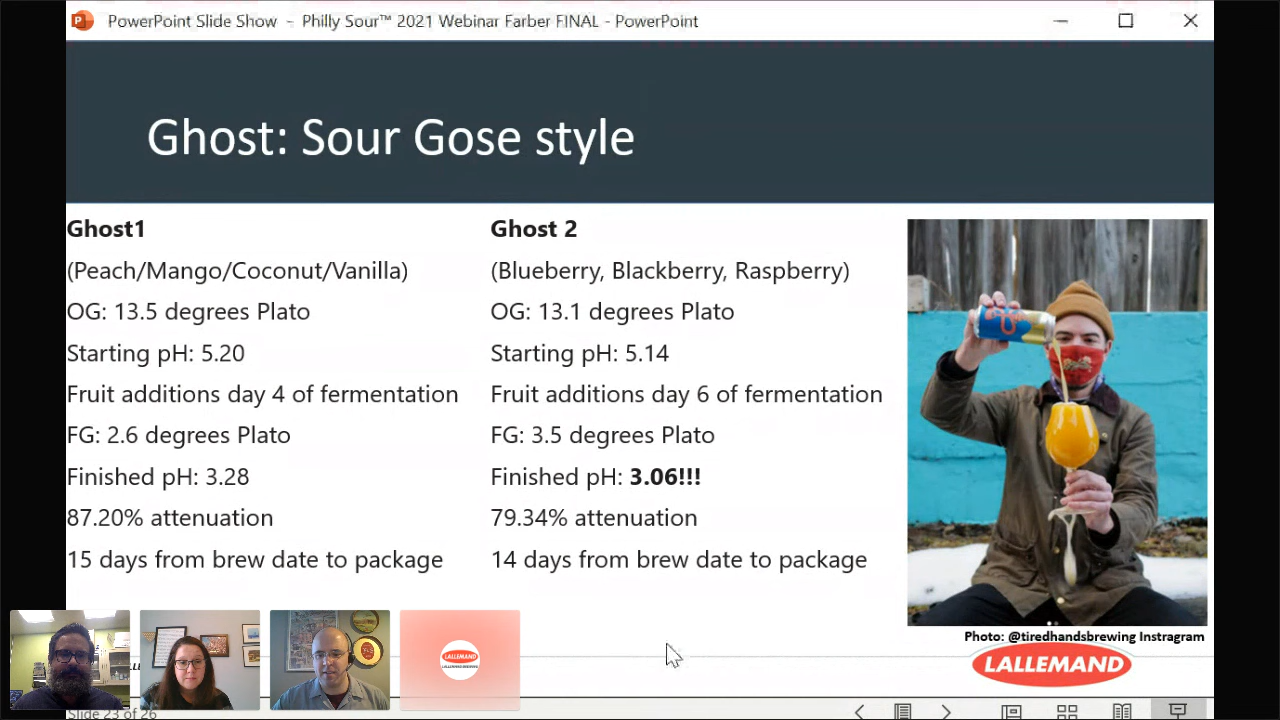 PowerPoint Slide Show - Philly Sour™ 2021 Webinar Farber FINAL - PowerPoint
Ghost: Sour Gose style
Ghost1
(Peach/Mango/Coconut/Vanilla)
OG: 13.5 degrees Plato
Starting pH: 5.20
Fruit additions day 4 of fermentation
FG: 2.6 degrees Plato
Finished pH: 3.28
87.20% attenuation
15 days from brew date to package
Ghost 2
(Blueberry, Blackberry, Raspberry)
OG: 13.1 degrees Plato
Starting pH: 5.14
Fruit additions day 6 of fermentation
FG: 3.5 degrees Plato
Finished pH: 3.06!!!
79.34% attenuation
14 days from brew date to package
Photo: @tiredhandsbrewing Instragram
LALLEMAND
LALLEMAND
LALLEMAND BREWING
Slide 23 of 26